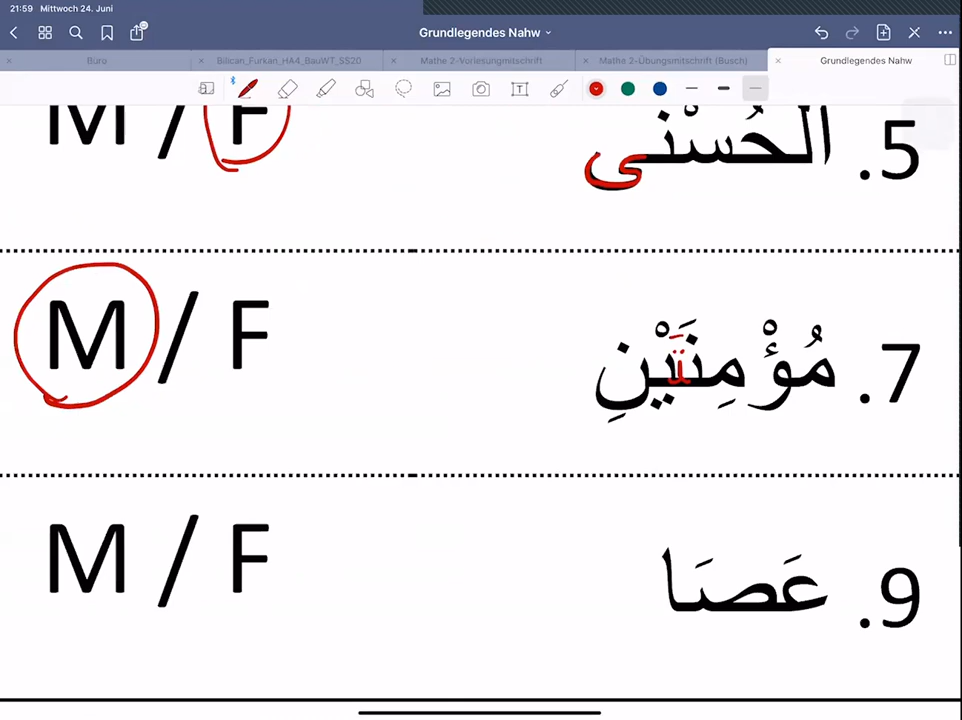 21:59 Mittwoch 24. Juni
Grundlegendes Nahw
Büro Bilican_Furkan_HA4_BauWT_SS20 Mathe 2-Vorlesungmitschrift Mathe 2-Übungsmitschrift (Busch) Grundlegendes Nahw
M / F الْحُسْنَى .5
M / F مُؤْمِنَيْنِ .7
M / F عَصَا .9